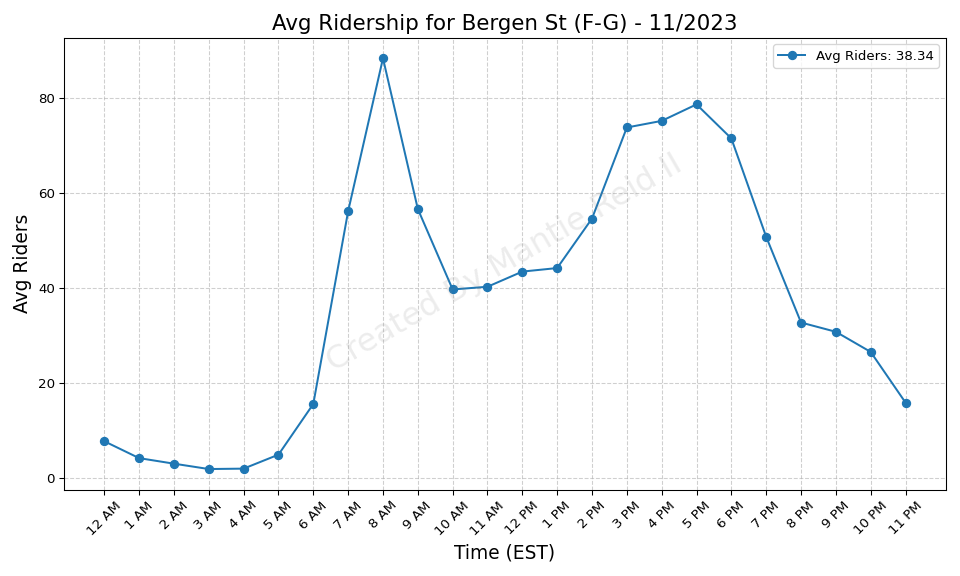 Avg Ridership for Bergen St (F-G) - 11/2023
Avg Riders: 38.34
Avg Riders
80
60
40
20
0
Created By Mantie Reid II
12 AM
1 AM
2 AM
3 AM
4 AM
5 AM
6 AM
7 AM
8 AM
9 AM
10 AM
11 AM
12 PM
1 PM
2 PM
3 PM
4 PM
5 PM
6 PM
7 PM
8 PM
9 PM
10 PM
11 PM
Time (EST)